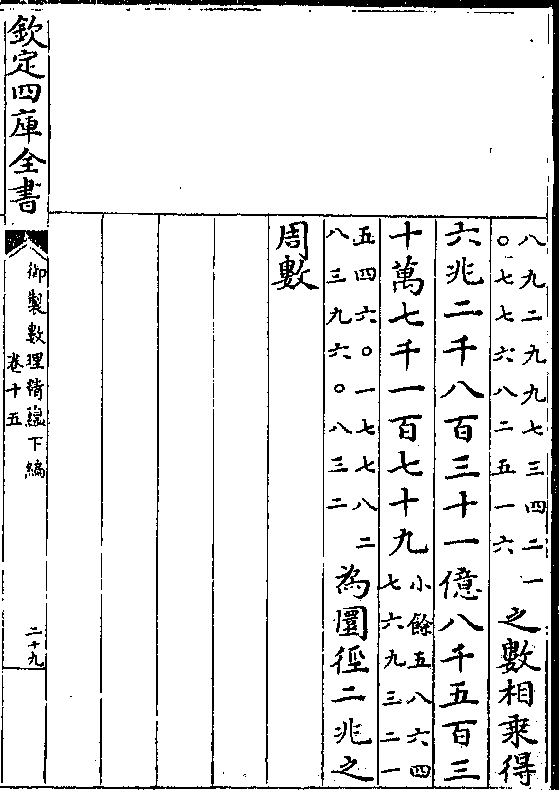 八九二九九七三四二一
〇七七六八二五一六
之數相乗得
六兆二千八百三十一億八千五百三
十萬七千一百七十九
小餘五八六四
七六九三二一
五四六〇一七七八二
八三九六〇八三二
為圜徑二兆之
周數
欽定四庫全書
御製數理精藴下編
卷十五
二十九